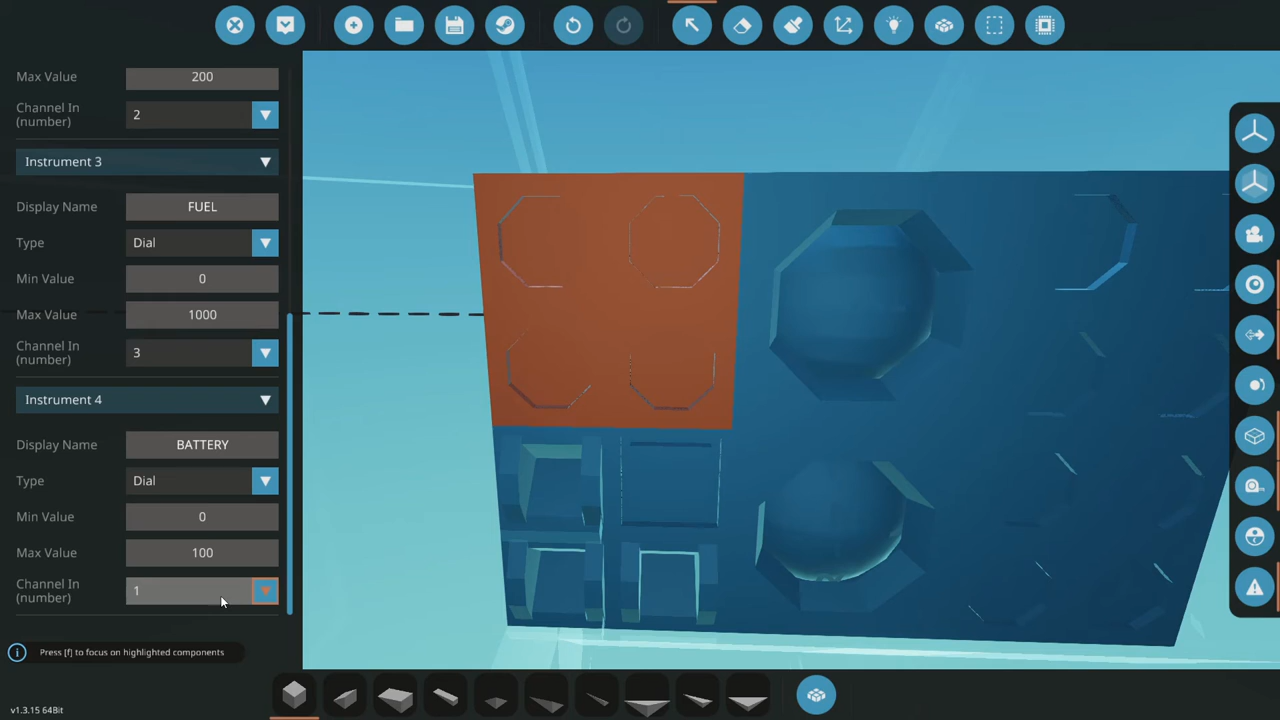 Max Value 200
Channel In (number) 2
Instrument 3
Display Name FUEL
Type Dial
Min Value 0
Max Value 1000
Channel In (number) 3
Instrument 4
Display Name BATTERY
Type Dial
Min Value 0
Max Value 100
Channel In (number) 1
Press [f] to focus on highlighted components
v1.3.15 64Bit